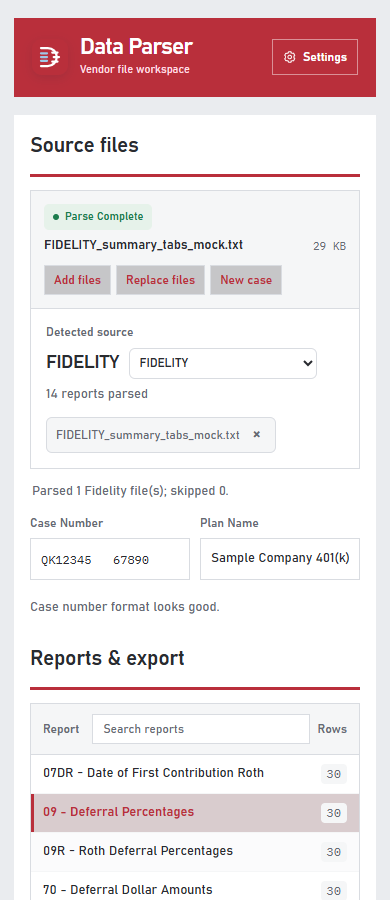 Data Parser
Vendor file workspace
Settings
Source files
Parse Complete
FIDELITY_summary_tabs_mock.txt 29 KB
Add files Replace files New case
Detected source
FIDELITY FIDELITY
14 reports parsed
FIDELITY_summary_tabs_mock.txt ×
Parsed 1 Fidelity file(s); skipped 0.
Case Number Plan Name
QK12345 67890 Sample Company 401(k)
Case number format looks good.
Reports & export
Report Search reports Rows
07DR - Date of First Contribution Roth 30
09 - Deferral Percentages 30
09R - Roth Deferral Percentages 30
70 - Deferral Dollar Amounts 30